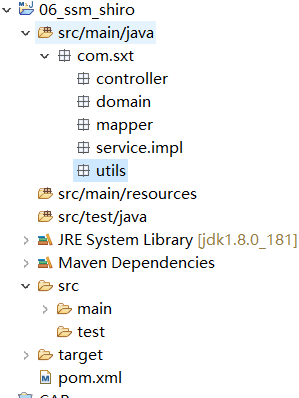 06_ssm_shiro
src/main/java
com.sxt
controller
domain
mapper
service.impl
utils
src/main/resources
src/test/java
JRE System Library [jdk1.8.0_181]
Maven Dependencies
src
main
test
target
pom.xml